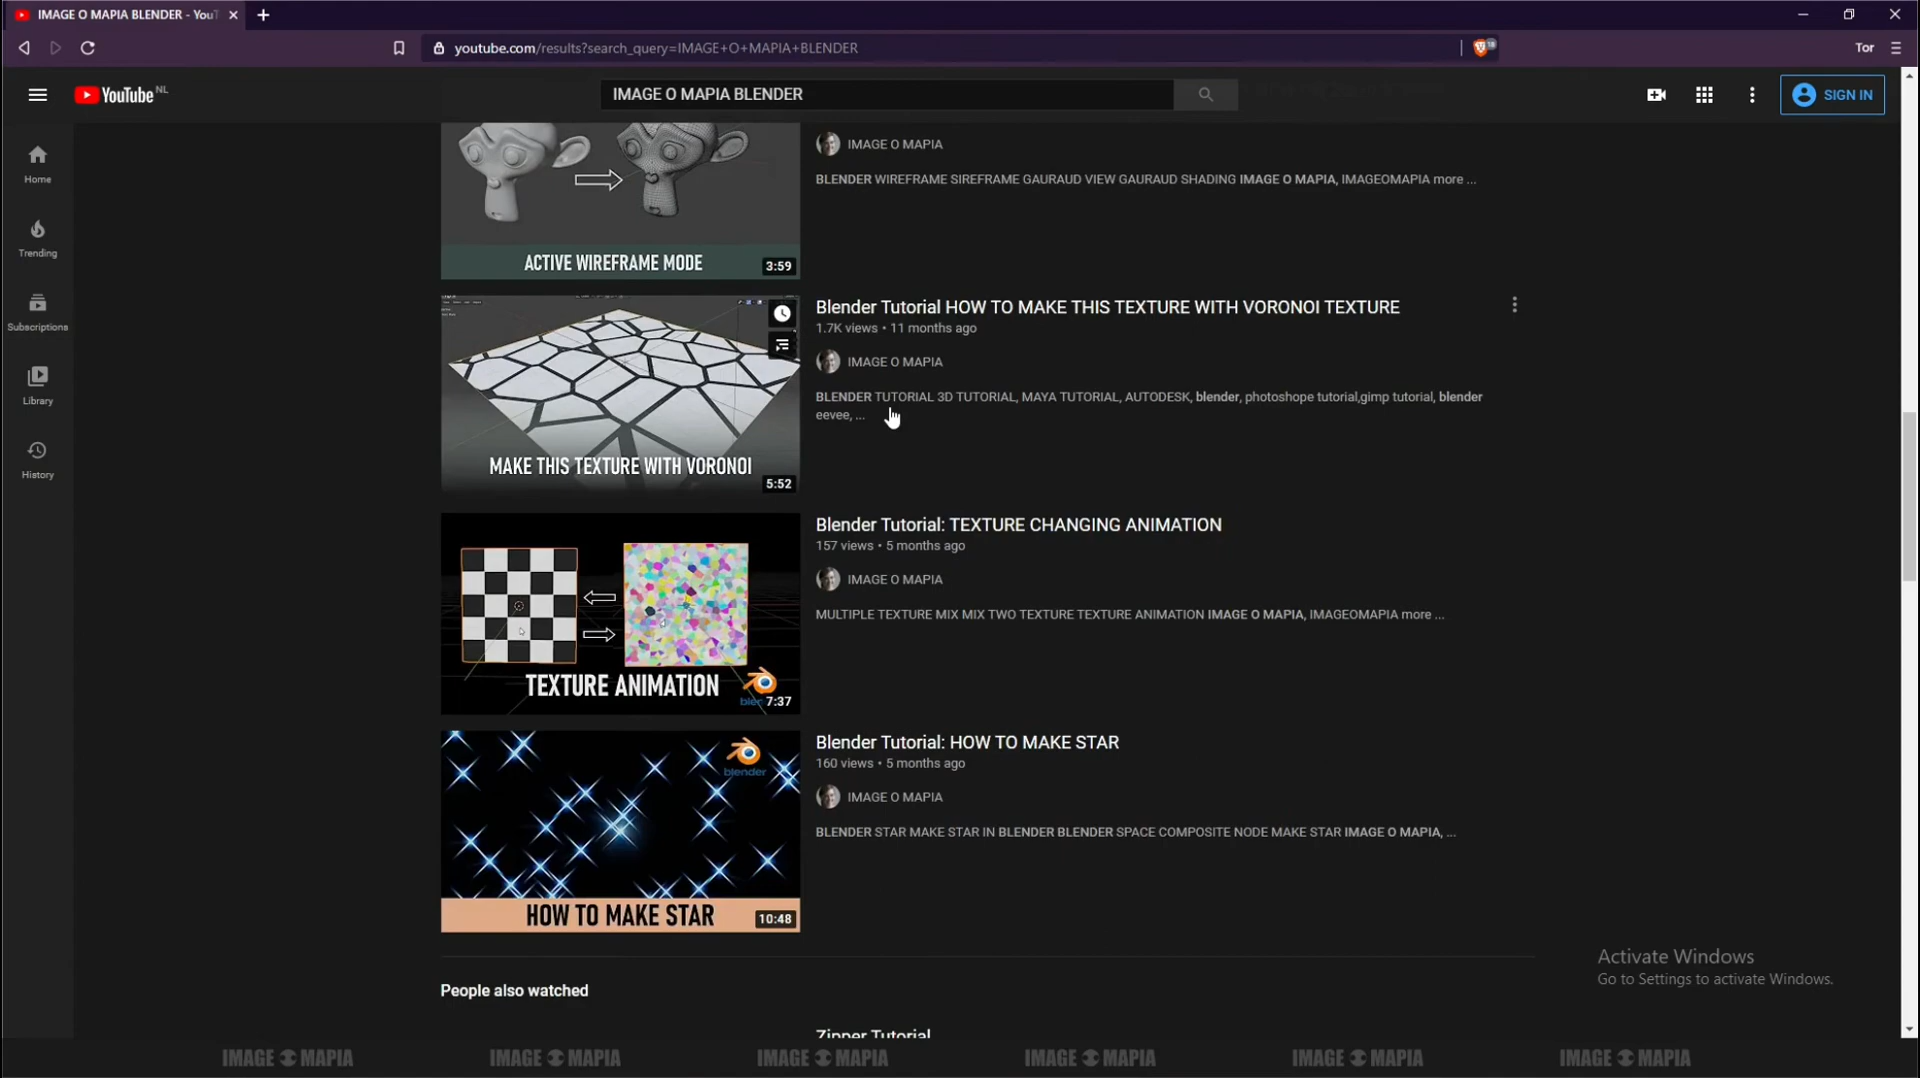 IMAGE O MAPIA BLENDER - YouT
youtube.com/results?search_query=IMAGE+O+MAPIA+BLENDER
18
Tor
YouTube NL
IMAGE O MAPIA BLENDER
SIGN IN
Home
Trending
Subscriptions
Library
History
IMAGE O MAPIA
BLENDER WIREFRAME SIREFRAME GAURAUD VIEW GAURAUD SHADING IMAGE O MAPIA, IMAGEOMAPIA more ...
ACTIVE WIREFRAME MODE
3:59
Blender Tutorial HOW TO MAKE THIS TEXTURE WITH VORONOI TEXTURE
1.7K views • 11 months ago
IMAGE O MAPIA
BLENDER TUTORIAL 3D TUTORIAL, MAYA TUTORIAL, AUTODESK, blender, photoshope tutorial,gimp tutorial, blender
eevee, ...
MAKE THIS TEXTURE WITH VORONOI
5:52
Blender Tutorial: TEXTURE CHANGING ANIMATION
157 views • 5 months ago
IMAGE O MAPIA
MULTIPLE TEXTURE MIX MIX TWO TEXTURE TEXTURE ANIMATION IMAGE O MAPIA, IMAGEOMAPIA more ...
TEXTURE ANIMATION
blen
7:37
Blender Tutorial: HOW TO MAKE STAR
160 views • 5 months ago
IMAGE O MAPIA
BLENDER STAR MAKE STAR IN BLENDER BLENDER SPACE COMPOSITE NODE MAKE STAR IMAGE O MAPIA, ...
blender
HOW TO MAKE STAR
10:48
Activate Windows
Go to Settings to activate Windows.
People also watched
Zipper Tutorial
IMAGE MAPIA IMAGE MAPIA IMAGE MAPIA IMAGE MAPIA IMAGE MAPIA IMAGE MAPIA